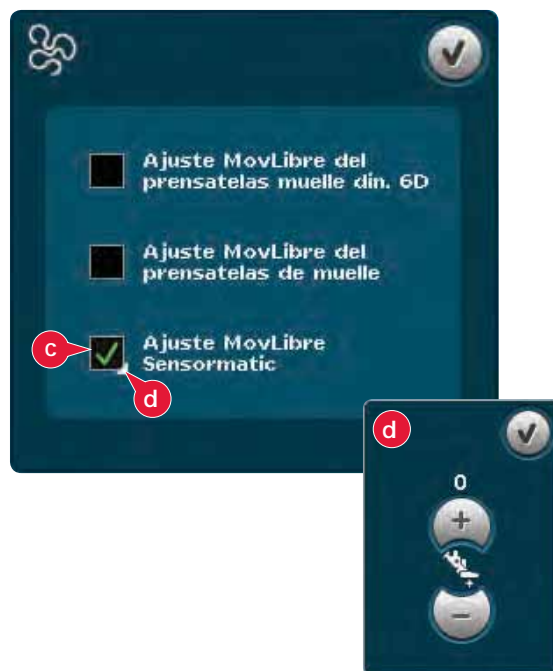 Ajuste MovLibre del
prensatelas muelle din. 6D
Ajuste MovLibre del
prensatelas de muelle
c
Ajuste MovLibre
Sensormatic
d
d
0
+
−